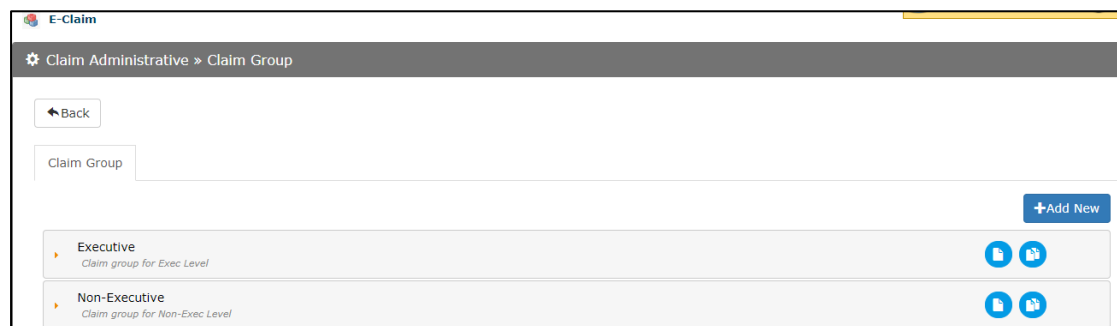 E-Claim
Claim Administrative » Claim Group
Back
Claim Group
+Add New
Executive
Claim group for Exec Level
Non-Executive
Claim group for Non-Exec Level